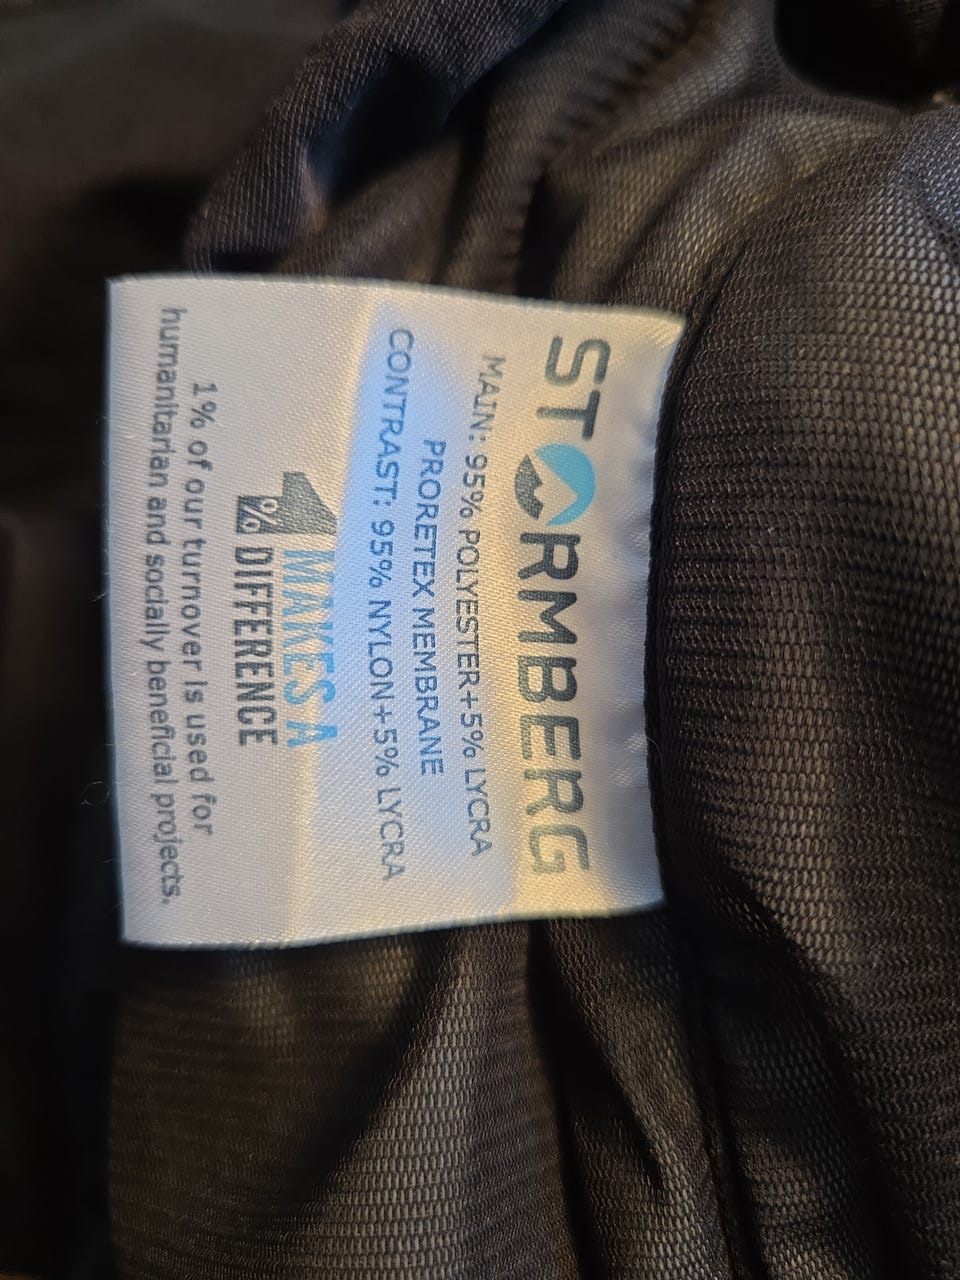 STORMBERG
MAIN: 95% POLYESTER+5% LYCRA
PRORETEX MEMBRANE
CONTRAST: 95% NYLON+5% LYCRA
1% MAKES A
DIFFERENCE
1% of our turnover is used for
humanitarian and socially beneficial projects.